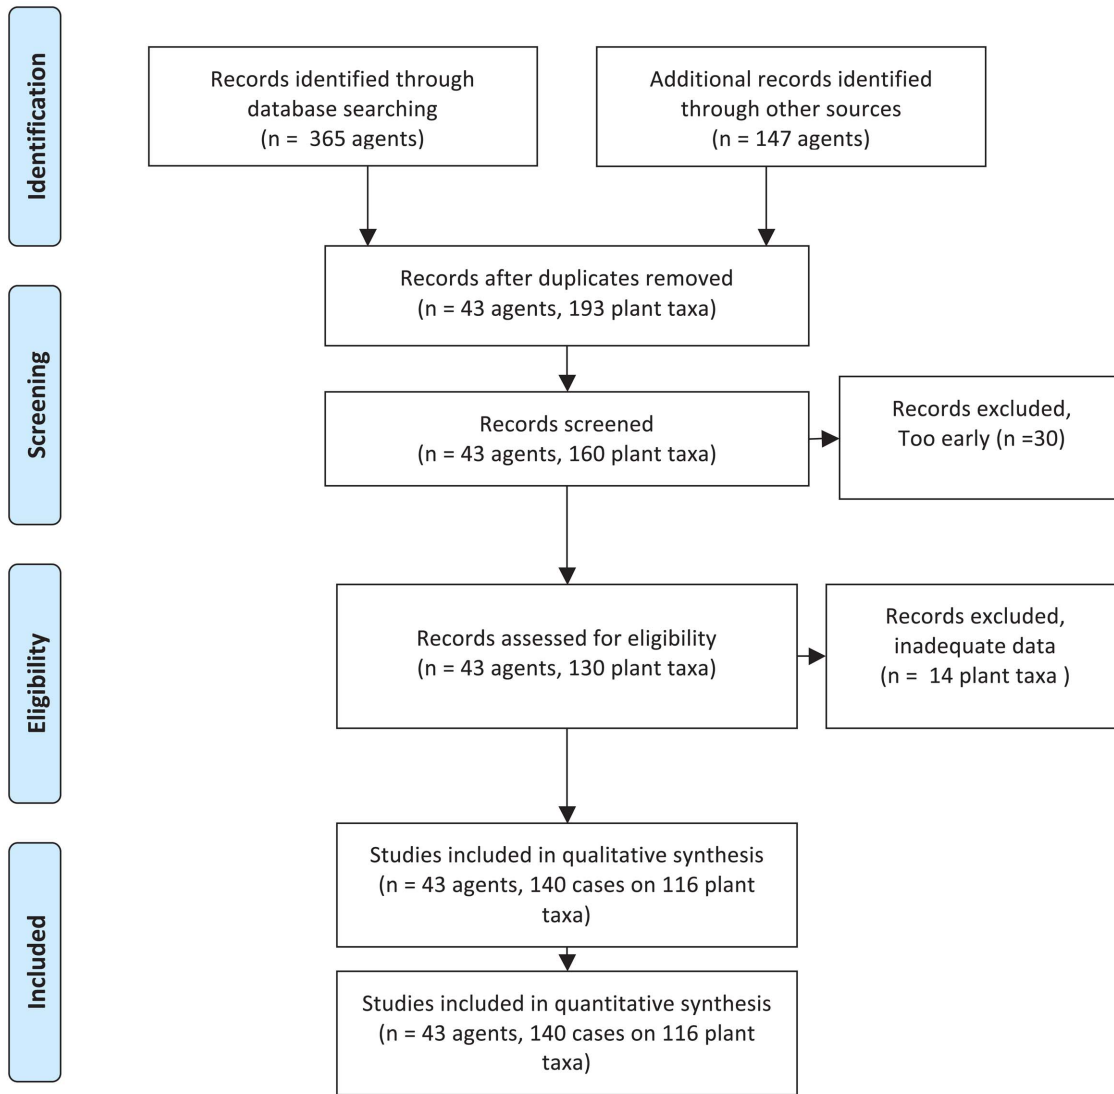 Identification
Records identified through
database searching
(n =  365 agents)
Additional records identified
through other sources
(n = 147 agents)
Records after duplicates removed
(n = 43 agents, 193 plant taxa)
Screening
Records screened
(n = 43 agents, 160 plant taxa)
Records excluded,
Too early (n =30)
Eligibility
Records assessed for eligibility
(n = 43 agents, 130 plant taxa)
Records excluded,
inadequate data
(n =  14 plant taxa )
Included
Studies included in qualitative synthesis
(n = 43 agents, 140 cases on 116 plant
taxa)
Studies included in quantitative synthesis
(n = 43 agents, 140 cases on 116 plant
taxa)